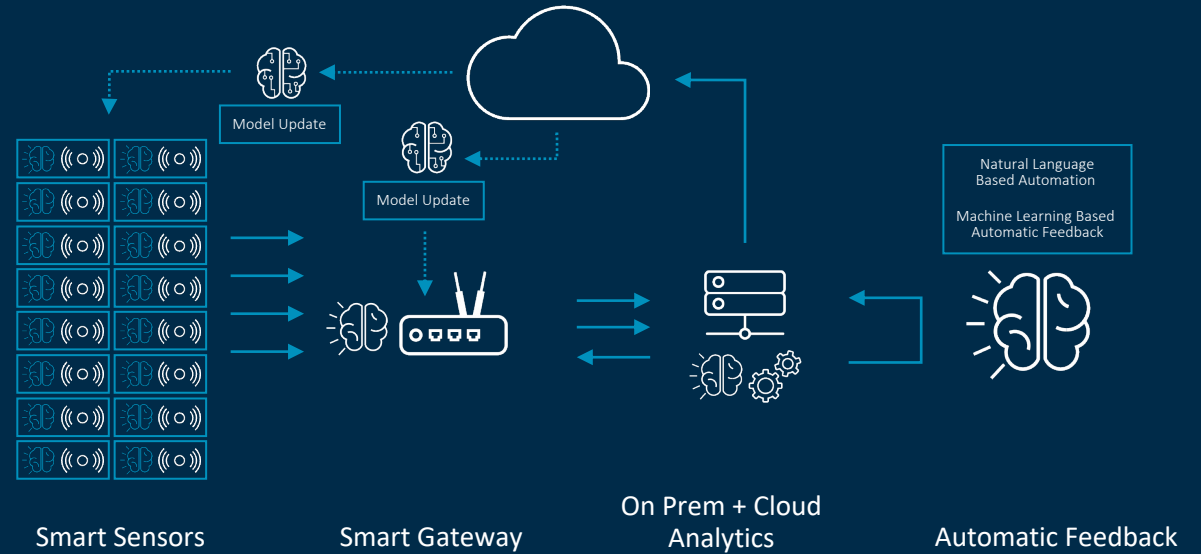 Model Update
Model Update
Natural Language
Based Automation
Machine Learning Based
Automatic Feedback
Smart Sensors
Smart Gateway
On Prem + Cloud
Analytics
Automatic Feedback